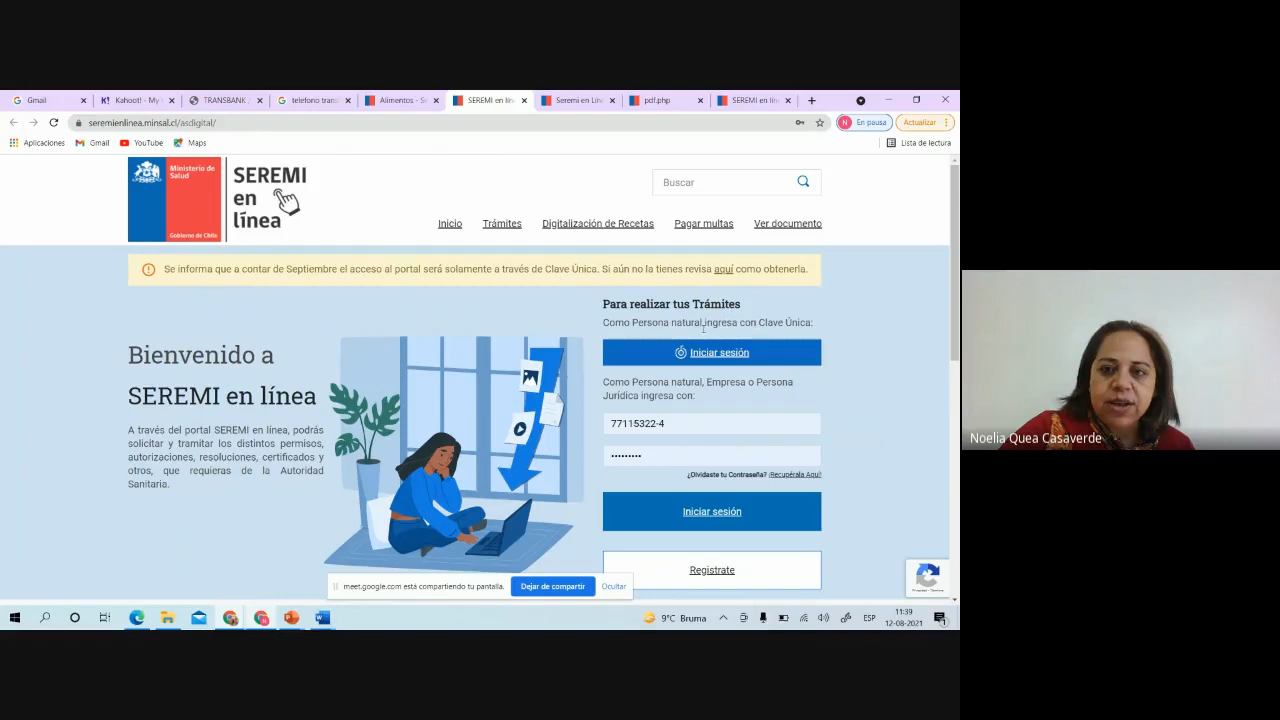 Gmail
Kahoot! - My
TRANSBANK
telefono trans
Alimentos - Se
SEREMI en lín
Seremi en Lín
pdf.php
SEREMI en lín
seremienlinea.minsal.cl/asdigital/
N
En pausa
Actualizar
Aplicaciones
Gmail
YouTube
Maps
Lista de lectura
Ministerio de
Salud
Gobierno de Chile
SEREMI
en
línea
Buscar
Inicio
Trámites
Digitalización de Recetas
Pagar multas
Ver documento
Se informa que a contar de Septiembre el acceso al portal será solamente a través de Clave Única. Si aún no la tienes revisa aquí como obtenerla.
Bienvenido a
SEREMI en línea
A través del portal SEREMI en línea, podrás
solicitar y tramitar los distintos permisos,
autorizaciones, resoluciones, certificados y
otros, que requieras de la Autoridad
Sanitaria.
Para realizar tus Trámites
Como Persona natural ingresa con Clave Única:
Iniciar sesión
Como Persona natural, Empresa o Persona
Jurídica ingresa con:
77115322-4
•••••••••
¿Olvidaste tu Contraseña? ¡Recupérala Aquí!
Iniciar sesión
Registrate
Privacidad - Términos
meet.google.com está compartiendo tu pantalla.
Dejar de compartir
Ocultar
9°C Bruma
ESP
11:39
12-08-2021
Noelia Quea Casaverde